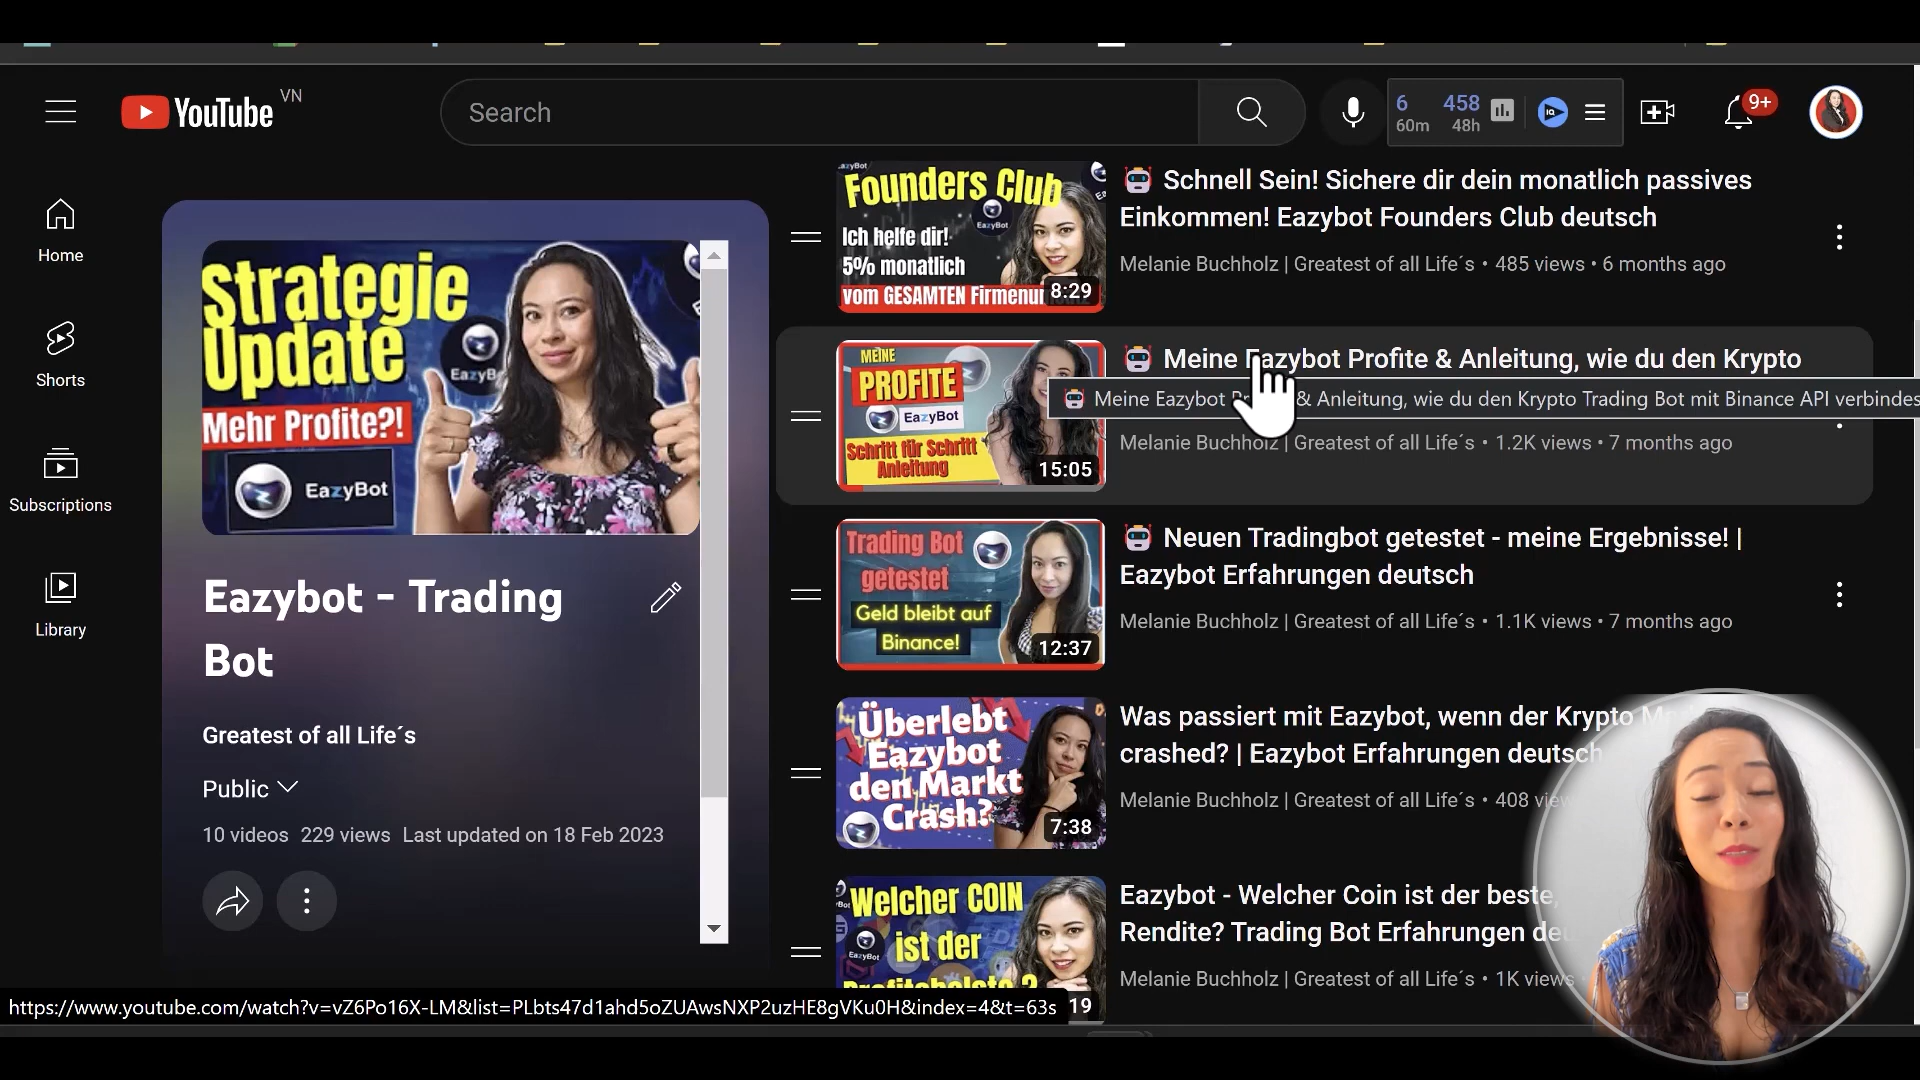 YouTube VN
Search
6 458
60m 48h
9+
Home
Shorts
Subscriptions
Library
Strategie
Update
EazyB
Mehr Profite?!
EazyBot
Eazybot - Trading
Bot
Greatest of all Life´s
Public
10 videos 229 views Last updated on 18 Feb 2023
Founders Club
EazyBot
Ich helfe dir!
5% monatlich
vom GESAMTEN
8:29
Schnell Sein! Sichere dir dein monatlich passives
Einkommen! Eazybot Founders Club deutsch
Melanie Buchholz | Greatest of all Life´s • 485 views • 6 months ago
MEINE
PROFITE
EazyBot
Schritt für Schritt
Anleitung
15:05
Meine Eazybot Profite & Anleitung, wie du den Krypto
Meine Eazybot & Anleitung, wie du den Krypto Trading Bot mit Binance API verbindes
Melanie Buchholz | Greatest of all Life´s • 1.2K views • 7 months ago
Trading Bot
getestet
Geld bleibt auf
Binance!
12:37
Neuen Tradingbot getestet - meine Ergebnisse! |
Eazybot Erfahrungen deutsch
Melanie Buchholz | Greatest of all Life´s • 1.1K views • 7 months ago
Überlebt
Eazybot
den Markt
Crash?
7:38
Was passiert mit Eazybot, wenn der Krypto
crashed? | Eazybot Erfahrungen deutsch
Melanie Buchholz | Greatest of all Life´s • 408
Welcher COIN
ist der
EazyBot
19
Eazybot - Welcher Coin ist der beste,
Rendite? Trading Bot Erfahrungen
Melanie Buchholz | Greatest of all Life´s • 1K views
https://www.youtube.com/watch?v=vZ6Po16X-LM&list=PLbts47d1ahd5oZUAwsNXP2uzHE8gVKu0H&index=4&t=63s